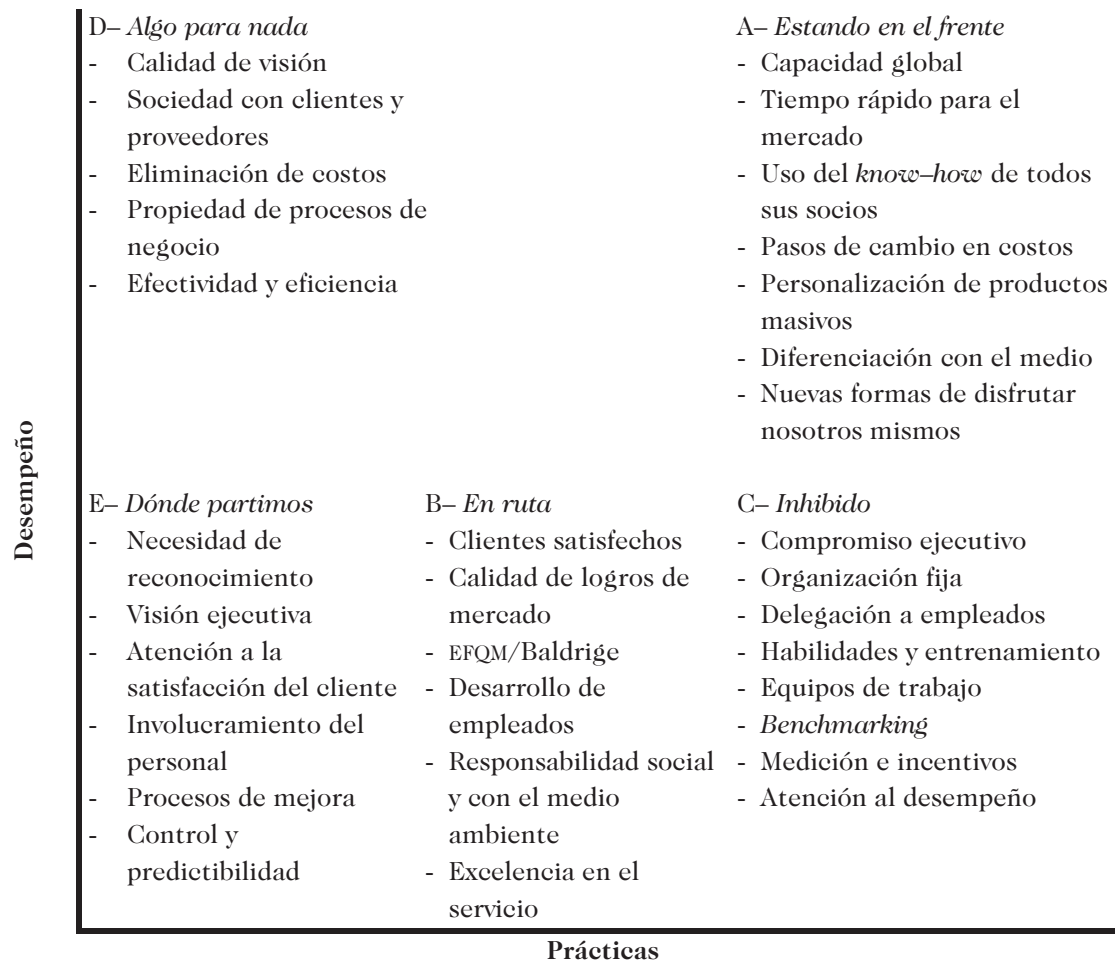 D– Algo para nada
- Calidad de visión
- Sociedad con clientes y
proveedores
- Eliminación de costos
- Propiedad de procesos de
negocio
- Efectividad y eficiencia
A– Estando en el frente
- Capacidad global
- Tiempo rápido para el
mercado
- Uso del know–how de todos
sus socios
- Pasos de cambio en costos
- Personalización de productos
masivos
- Diferenciación con el medio
- Nuevas formas de disfrutar
nosotros mismos
Desempeño
E– Dónde partimos
- Necesidad de
reconocimiento
- Visión ejecutiva
- Atención a la
satisfacción del cliente
- Involucramiento del
personal
- Procesos de mejora
- Control y
predictibilidad
B– En ruta
- Clientes satisfechos
- Calidad de logros de
mercado
- EFQM/Baldrige
- Desarrollo de
empleados
- Responsabilidad social
y con el medio
ambiente
- Excelencia en el
servicio
C– Inhibido
- Compromiso ejecutivo
- Organización fija
- Delegación a empleados
- Habilidades y entrenamiento
- Equipos de trabajo
- Benchmarking
- Medición e incentivos
- Atención al desempeño
Prácticas